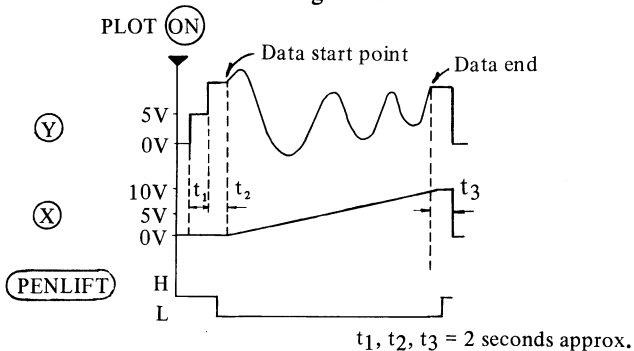 PLOT ON
Data start point
Data end
Y
5V
0V
t1
t2
t3
X
10V
5V
0V
PENLIFT
H
L
t1, t2, t3 = 2 seconds approx.